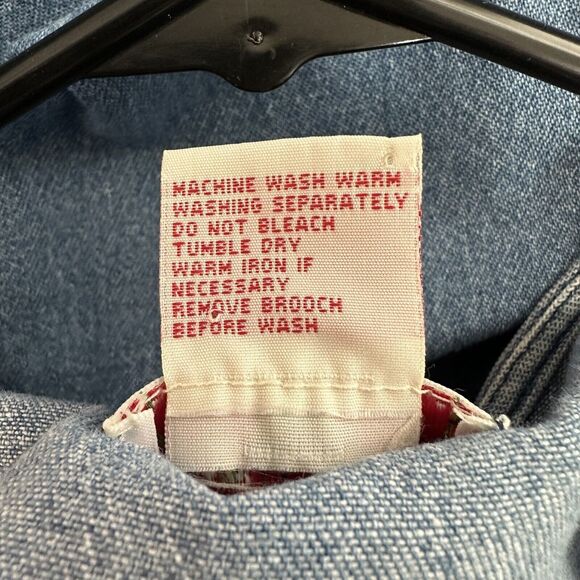 MACHINE WASH WARM
WASHING SEPARATELY
DO NOT BLEACH
TUMBLE DRY
WARM IRON IF
NECESSARY
REMOVE BROOCH
BEFORE WASH